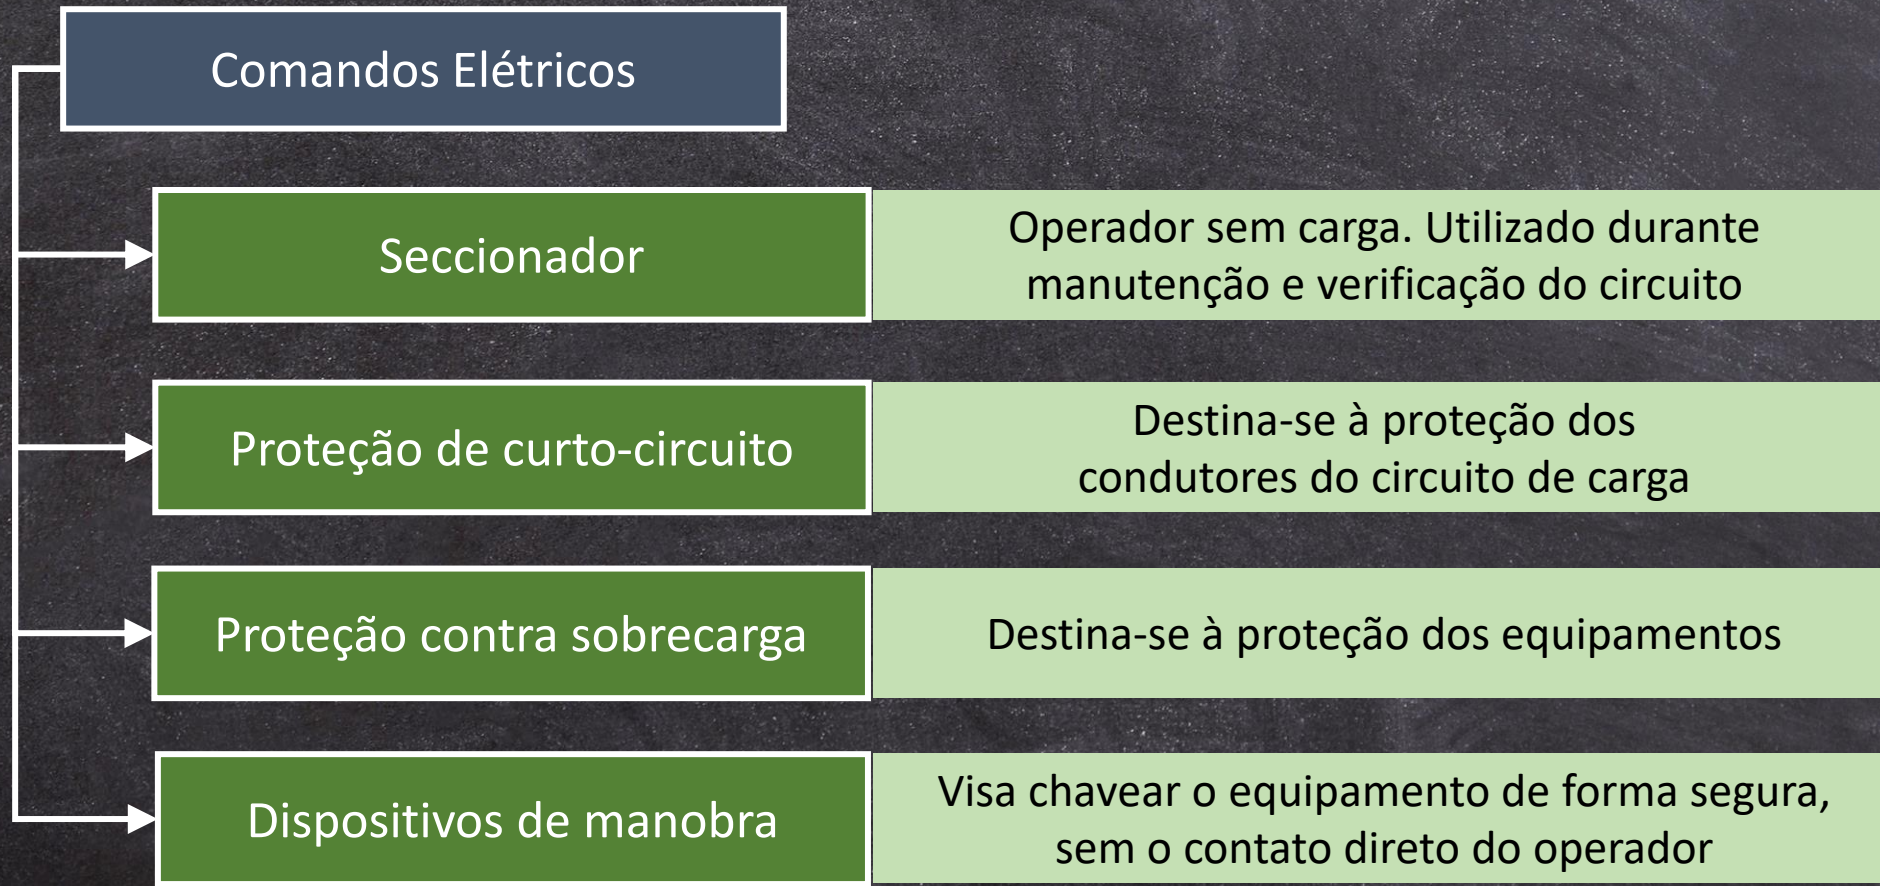 Comandos Elétricos
Seccionador
Operador sem carga. Utilizado durante
manutenção e verificação do circuito
Proteção de curto-circuito
Destina-se à proteção dos
condutores do circuito de carga
Proteção contra sobrecarga
Destina-se à proteção dos equipamentos
Dispositivos de manobra
Visa chavear o equipamento de forma segura,
sem o contato direto do operador